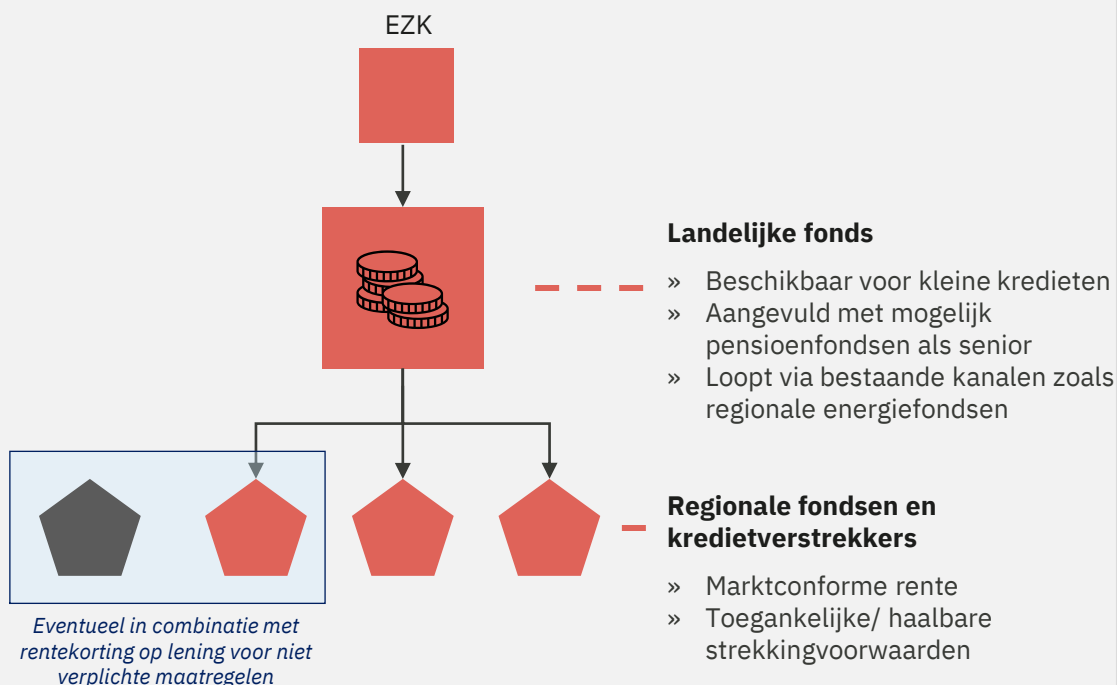 EZK
Landelijke fonds
» Beschikbaar voor kleine kredieten
» Aangevuld met mogelijk
pensioenfondsen als senior
» Loopt via bestaande kanalen zoals
regionale energiefondsen
Regionale fondsen en
kredietverstrekkers
» Marktconforme rente
» Toegankelijke/ haalbare
strekkingvoorwaarden
Eventueel in combinatie met
rentekorting op lening voor niet
verplichte maatregelen